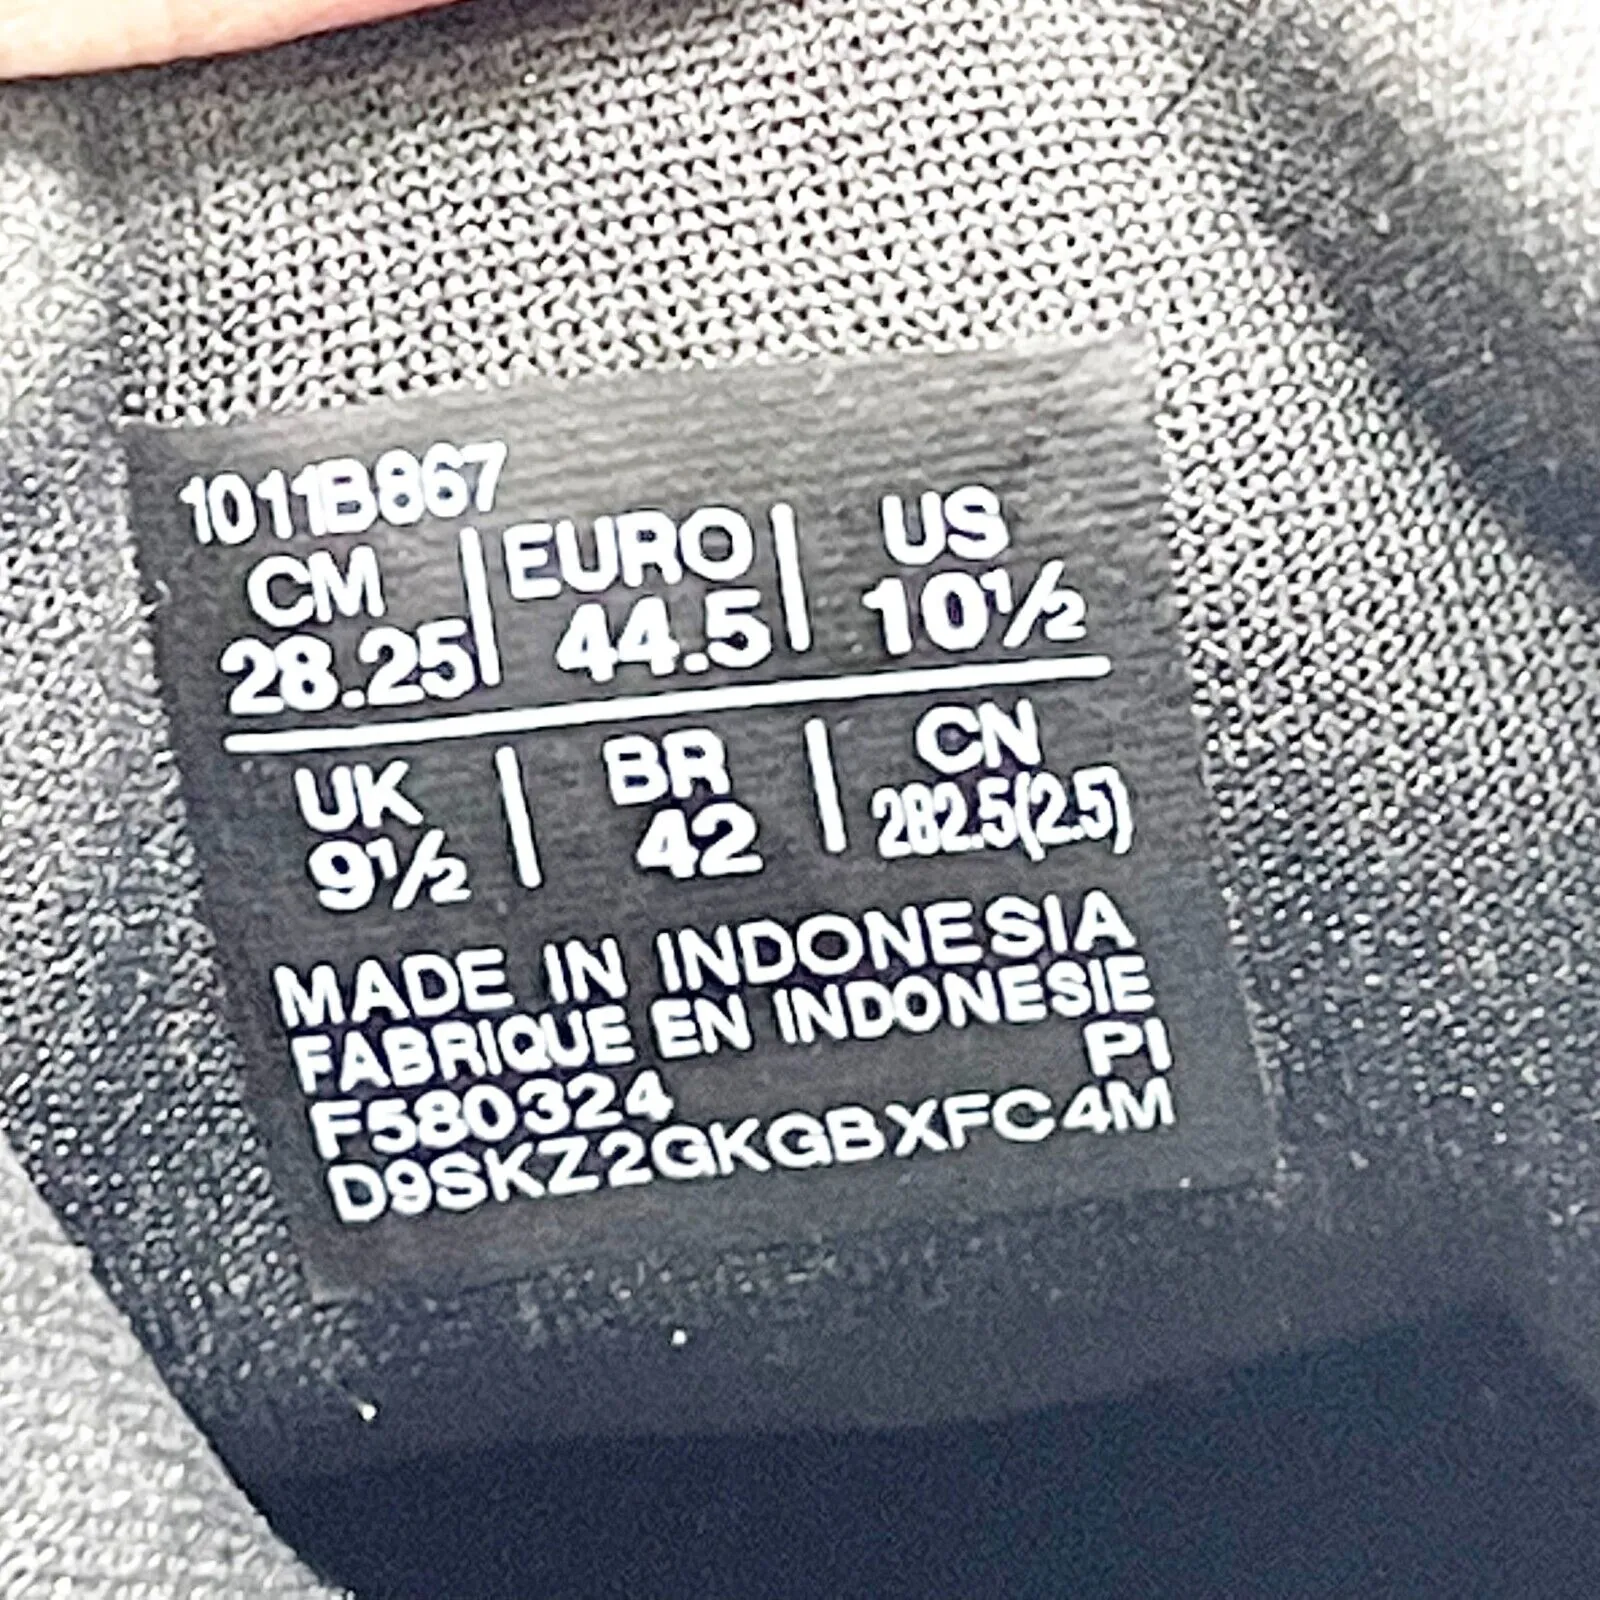 1011B867
CM | EURO | US
28.25 | 44.5 | 10½
UK | BR | CN
9½ | 42 | 282.5(2.5)
MADE IN INDONESIA
FABRIQUE EN INDONESIE
F580324 PI
D9SKZ2GKGBXFC4M